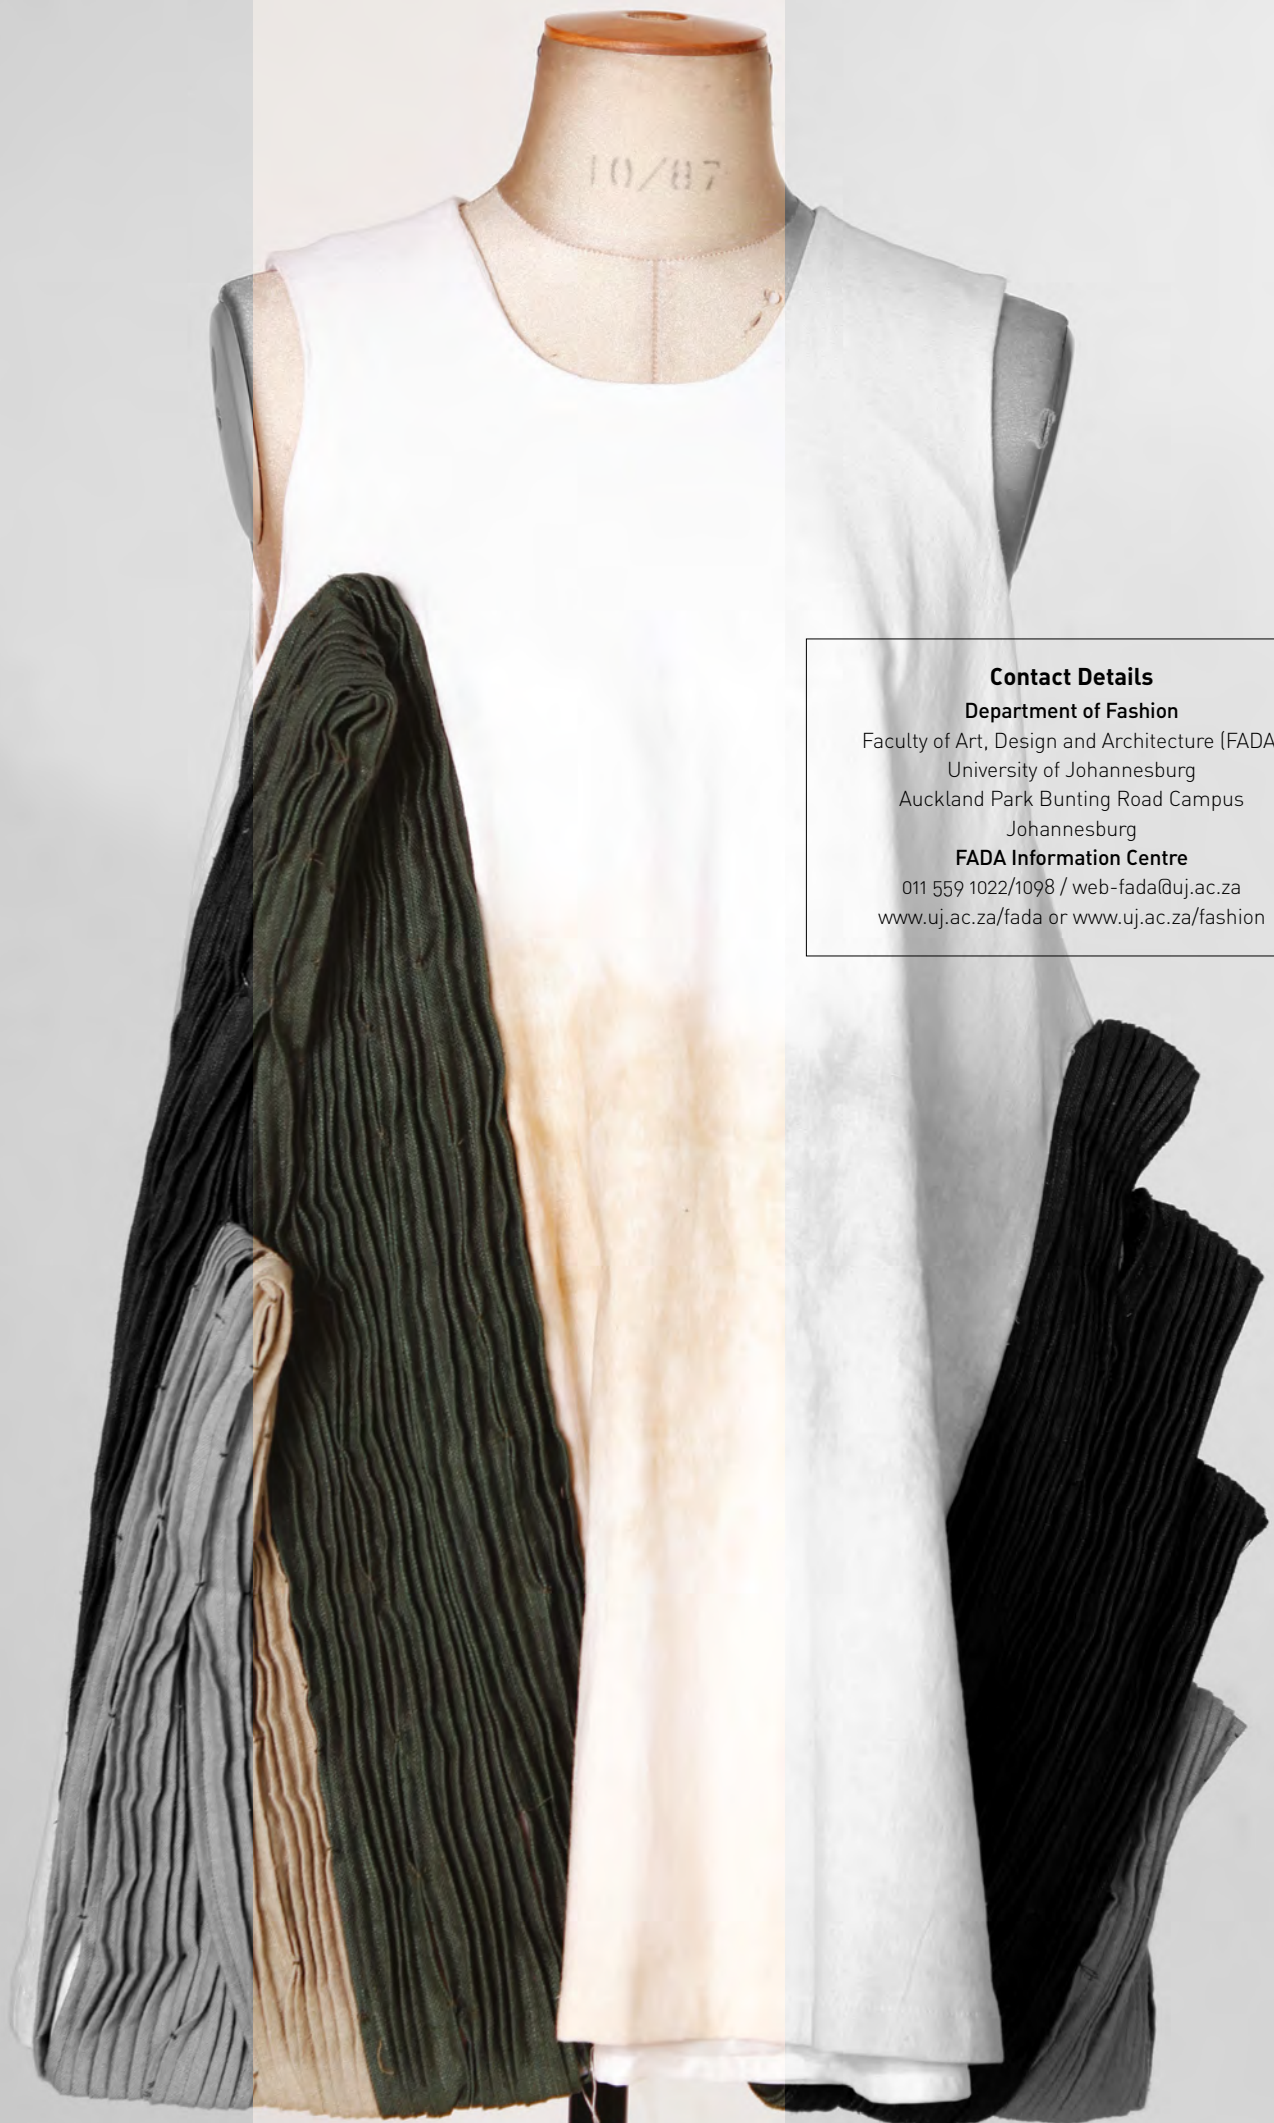 10/87
Contact Details
Department of Fashion
Faculty of Art, Design and Architecture (FADA
University of Johannesburg
Auckland Park Bunting Road Campus
Johannesburg
FADA Information Centre
011 559 1022/1098 / web-fada@uj.ac.za
www.uj.ac.za/fada or www.uj.ac.za/fashion